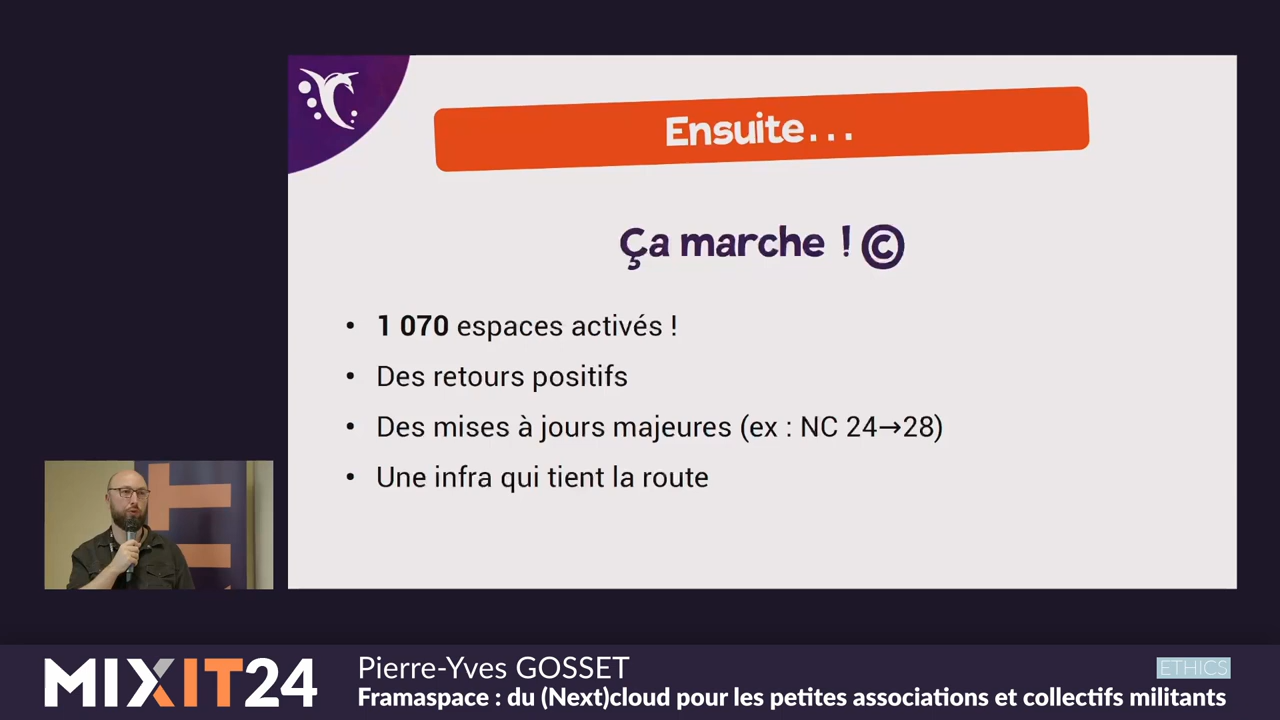 Ensuite...
Ça marche ! ©
• 1 070 espaces activés !
• Des retours positifs
• Des mises à jours majeures (ex : NC 24→28)
• Une infra qui tient la route
MIXIT24
Pierre-Yves GOSSET
ETHICS
Framaspace : du (Next)cloud pour les petites associations et collectifs militants